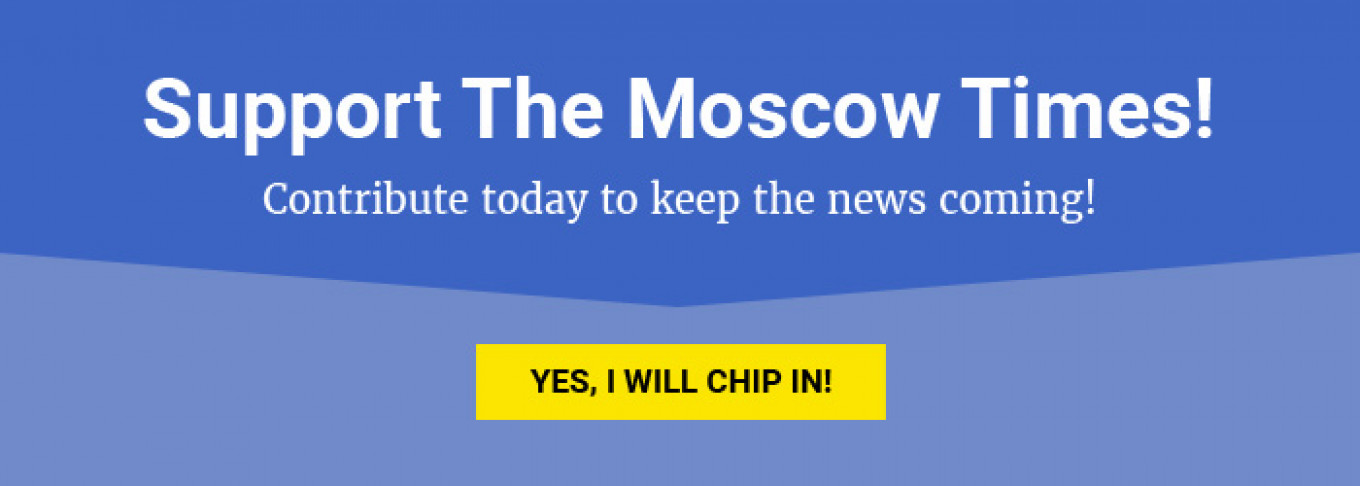 Support The Moscow Times!
Contribute today to keep the news coming!
YES, I WILL CHIP IN!